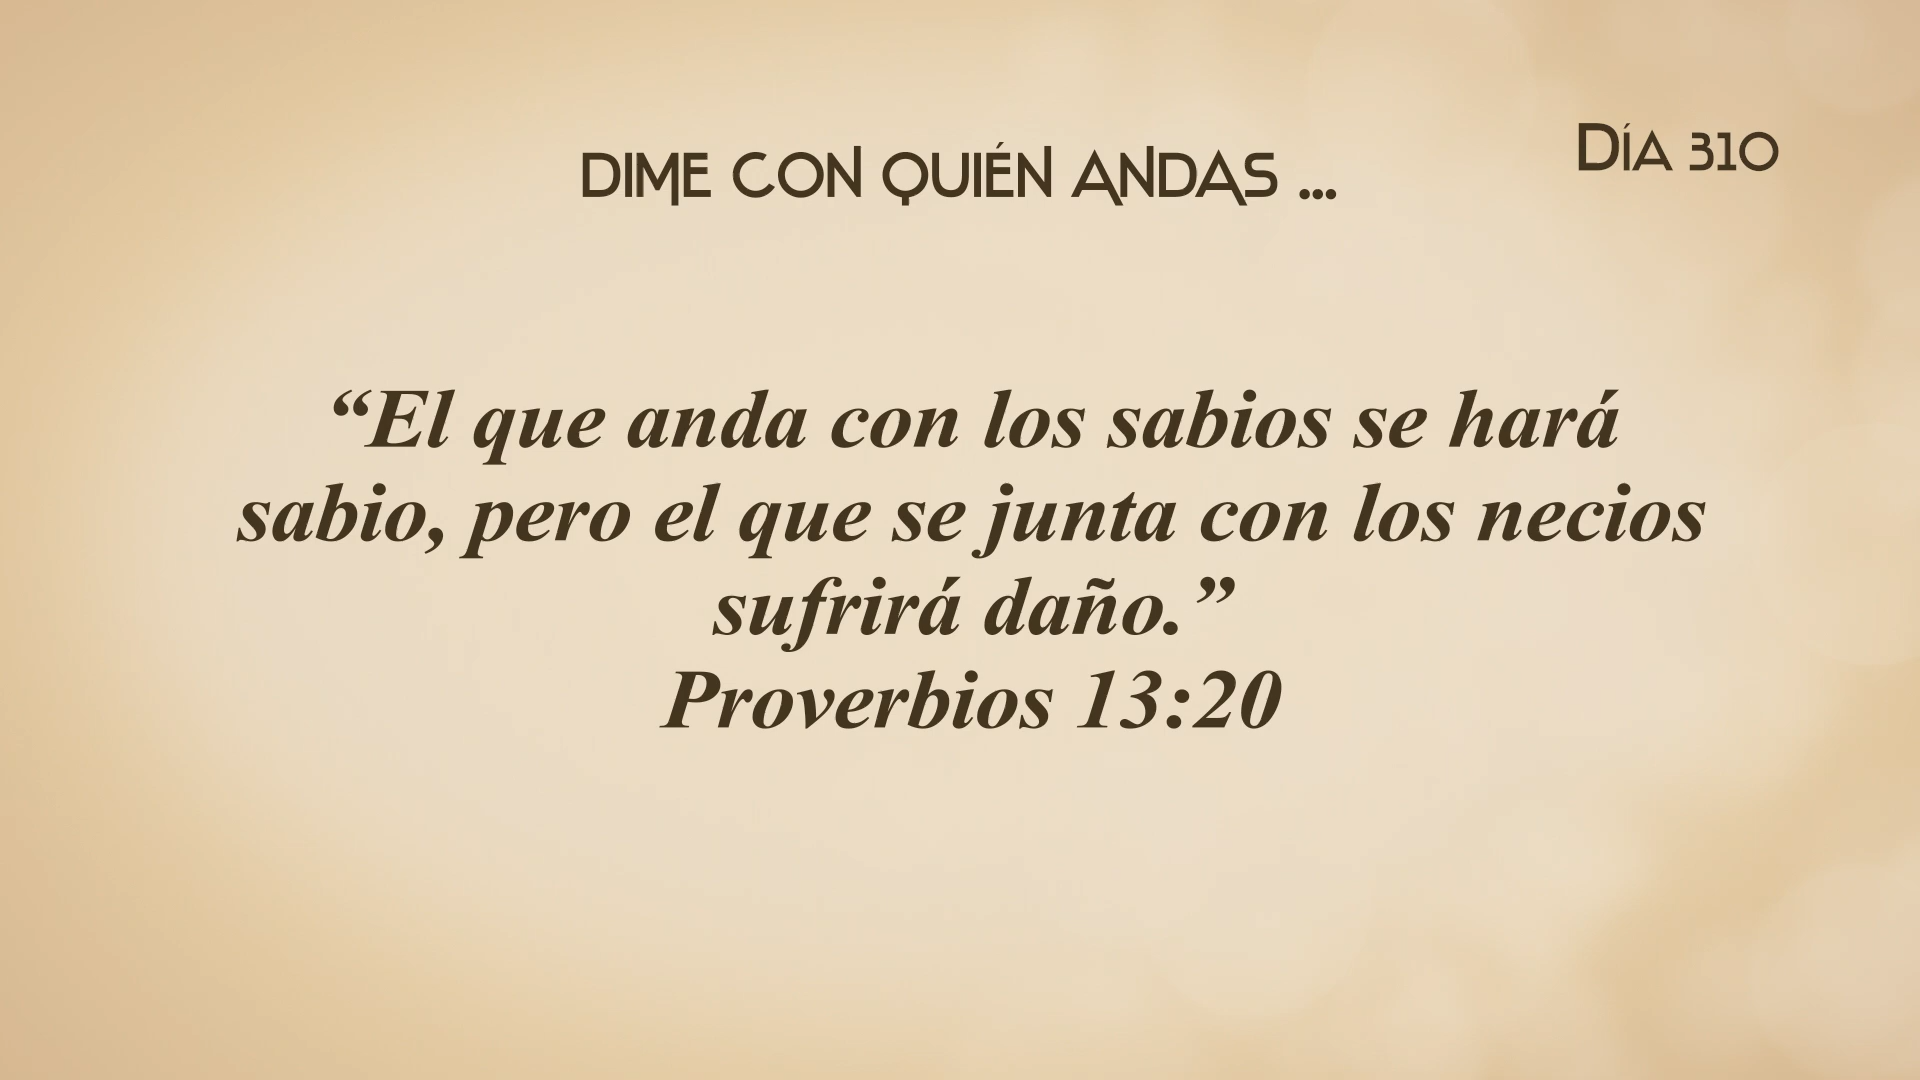 DIME CON QUIÉN ANDAS ...
DÍA 310
“El que anda con los sabios se hará
sabio, pero el que se junta con los necios
sufrirá daño.”
Proverbios 13:20